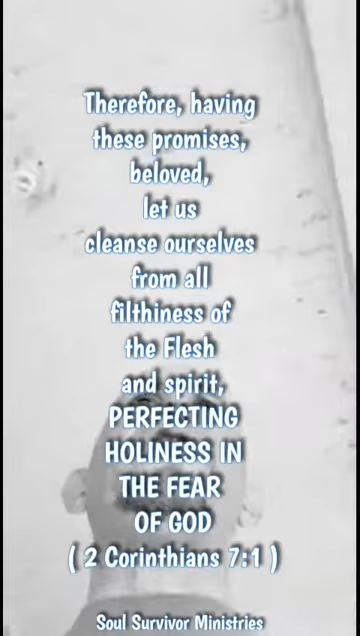 Therefore, having
these promises,
beloved,
let us
cleanse ourselves
from all
filthiness of
the Flesh
and spirit,
PERFECTING
HOLINESS IN
THE FEAR
OF GOD
( 2 Corinthians 7:1 )
Soul Survivor Ministries